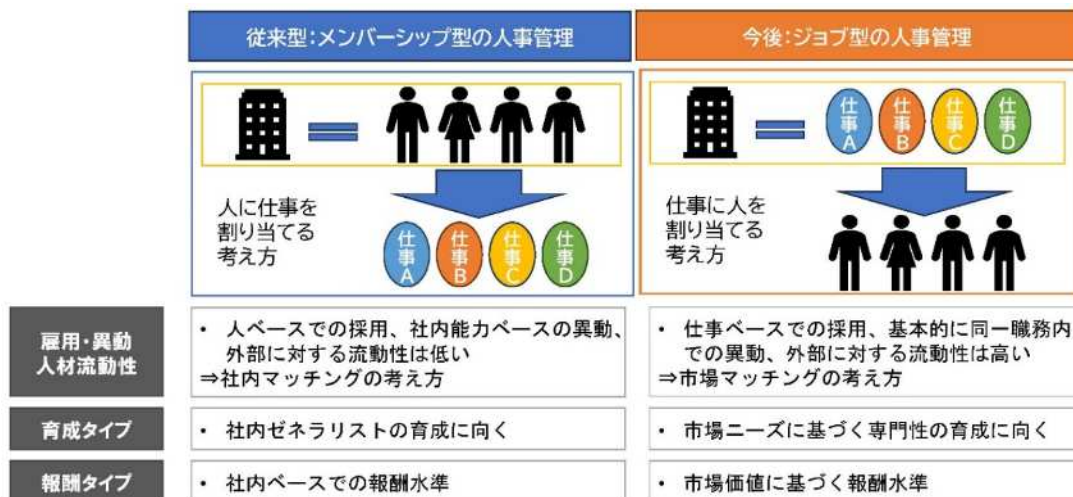 従来型:メンバーシップ型の人事管理
今後:ジョブ型の人事管理
人に仕事を
割り当てる
考え方
仕事A
仕事B
仕事C
仕事D
仕事A
仕事B
仕事C
仕事D
仕事に人を
割り当てる
考え方
雇用・異動
人材流動性
・ 人ベースでの採用、社内能力ベースの異動、
外部に対する流動性は低い
⇒社内マッチングの考え方
・ 仕事ベースでの採用、基本的に同一職務内
での異動、外部に対する流動性は高い
⇒市場マッチングの考え方
育成タイプ
・ 社内ゼネラリストの育成に向く
・ 市場ニーズに基づく専門性の育成に向く
報酬タイプ
・ 社内ベースでの報酬水準
・ 市場価値に基づく報酬水準